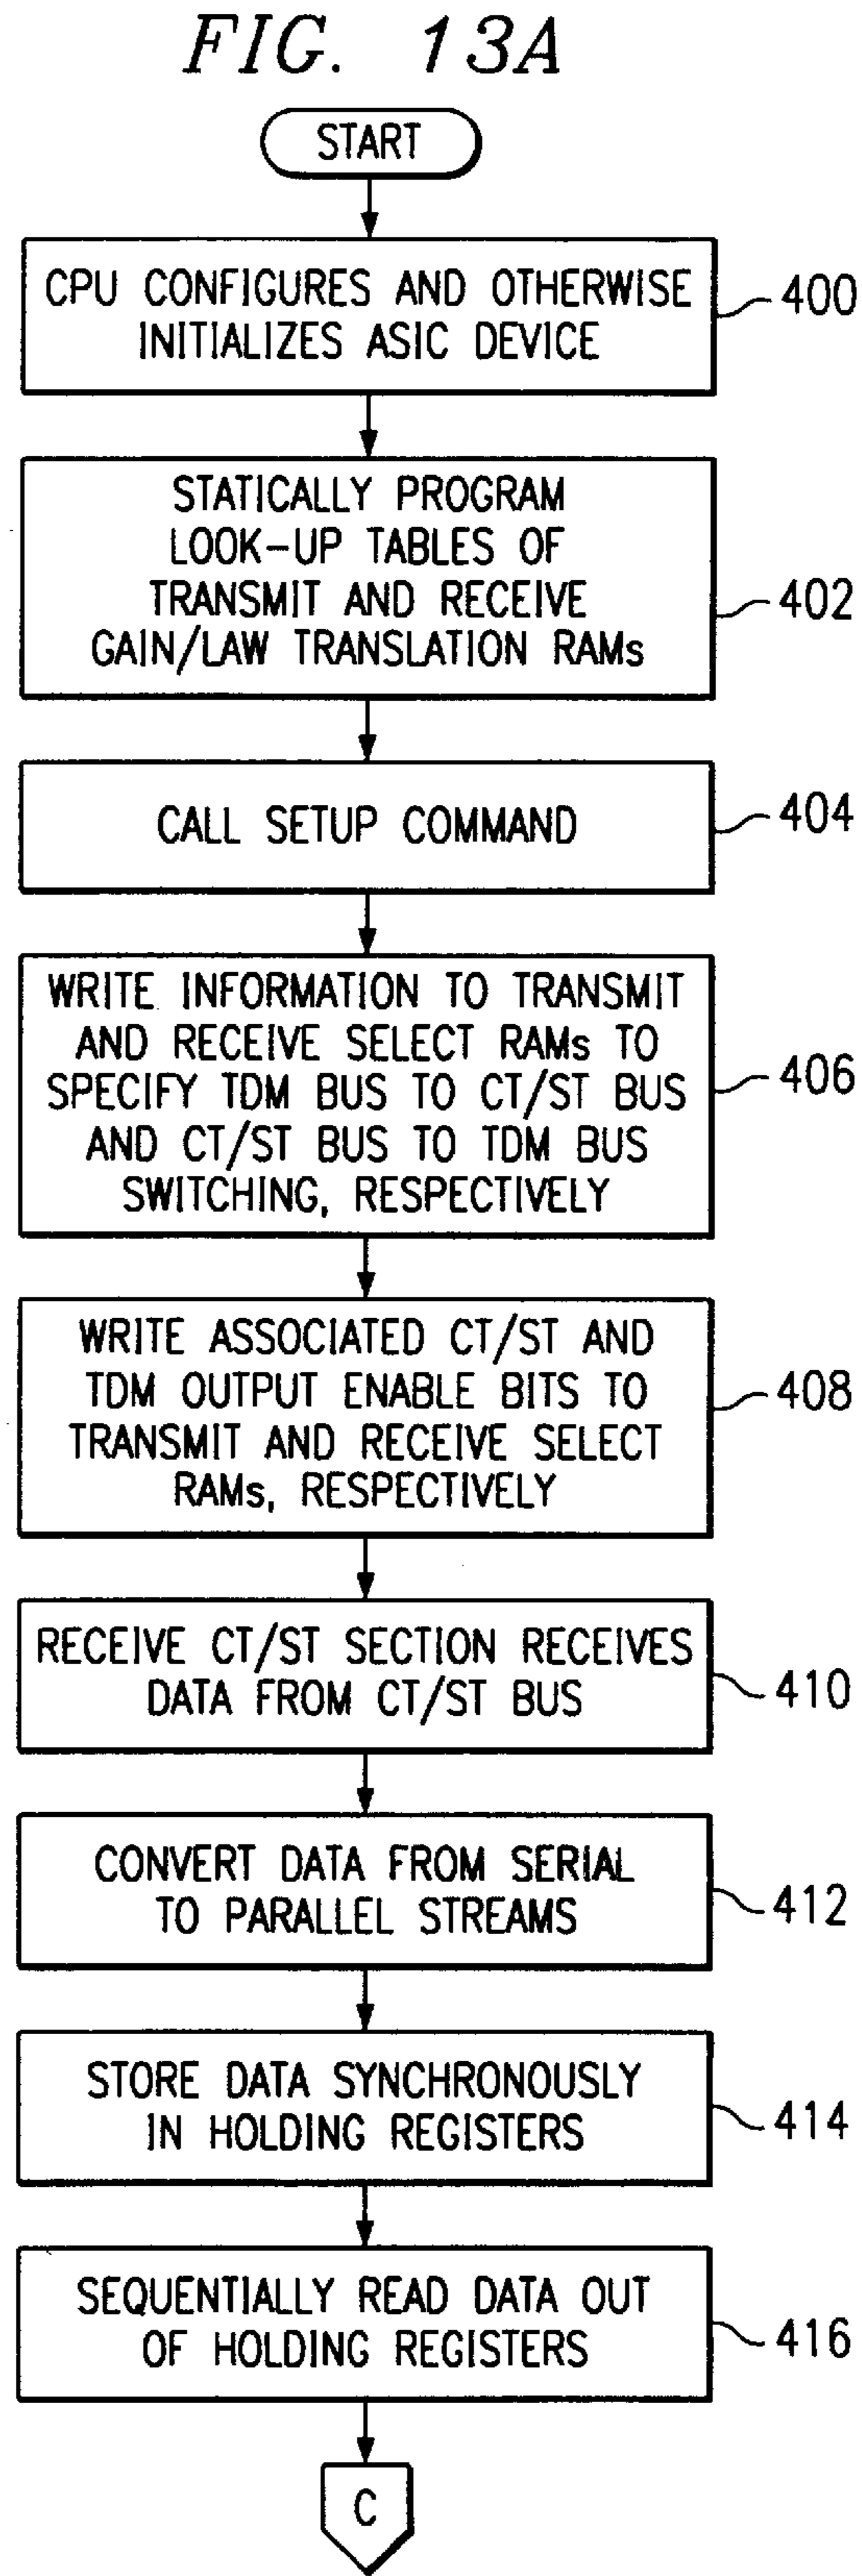 FIG. 13A
START
CPU CONFIGURES AND OTHERWISE
INITIALIZES ASIC DEVICE
400
STATICALLY PROGRAM
LOOK-UP TABLES OF
TRANSMIT AND RECEIVE
GAIN/LAW TRANSLATION RAMs
402
CALL SETUP COMMAND
404
WRITE INFORMATION TO TRANSMIT
AND RECEIVE SELECT RAMs TO
SPECIFY TDM BUS TO CT/ST BUS
AND CT/ST BUS TO TDM BUS
SWITCHING, RESPECTIVELY
406
WRITE ASSOCIATED CT/ST AND
TDM OUTPUT ENABLE BITS TO
TRANSMIT AND RECEIVE SELECT
RAMs, RESPECTIVELY
408
RECEIVE CT/ST SECTION RECEIVES
DATA FROM CT/ST BUS
410
CONVERT DATA FROM SERIAL
TO PARALLEL STREAMS
412
STORE DATA SYNCHRONOUSLY
IN HOLDING REGISTERS
414
SEQUENTIALLY READ DATA OUT
OF HOLDING REGISTERS
416
C